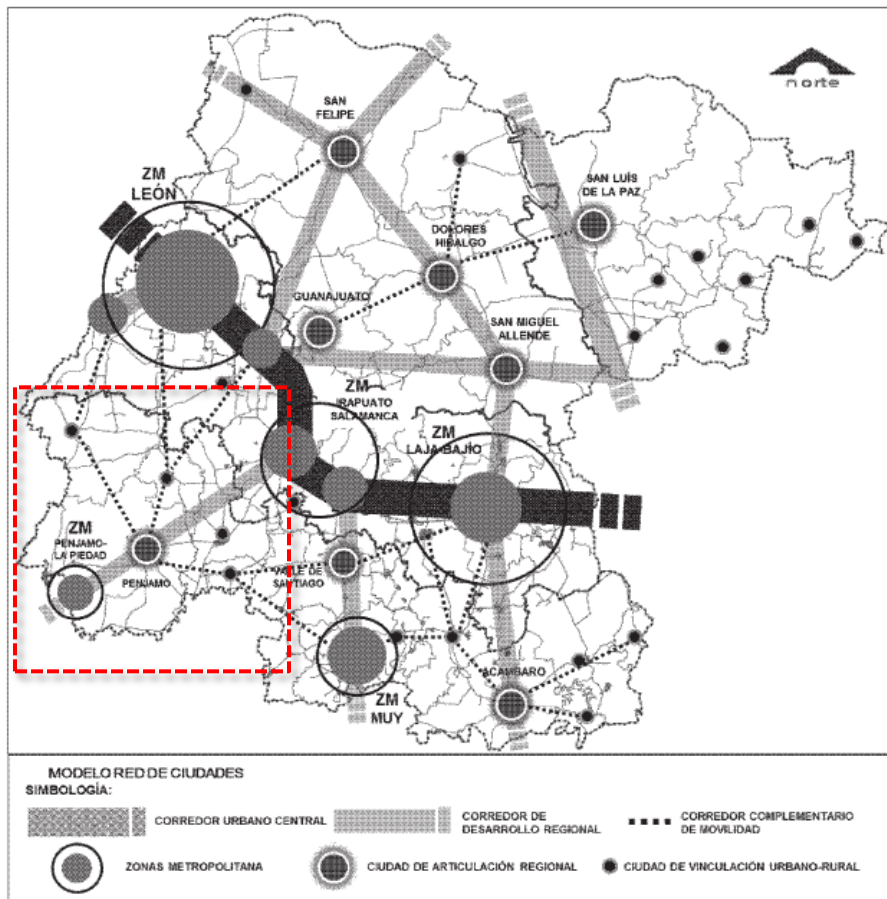 norte
SAN
FELIPE
ZM
LEÓN
SAN LUÍS
DE LA PAZ
DOLORES
HIDALGO
GUANAJUATO
SAN MIGUEL
ALLENDE
ZM
IRAPUATO
SALAMANCA
ZM
LAJA-BAJÍO
ZM
PENJAMO-
LA PIEDAD
PENJAMO
VALLE DE
SANTIAGO
ACAMBARO
ZM
MUY
MODELO RED DE CIUDADES
SIMBOLOGÍA:
CORREDOR URBANO CENTRAL
CORREDOR DE
DESARROLLO REGIONAL
CORREDOR COMPLEMENTARIO
DE MOVILIDAD
ZONAS METROPOLITANA
CIUDAD DE ARTICULACIÓN REGIONAL
CIUDAD DE VINCULACIÓN URBANO-RURAL